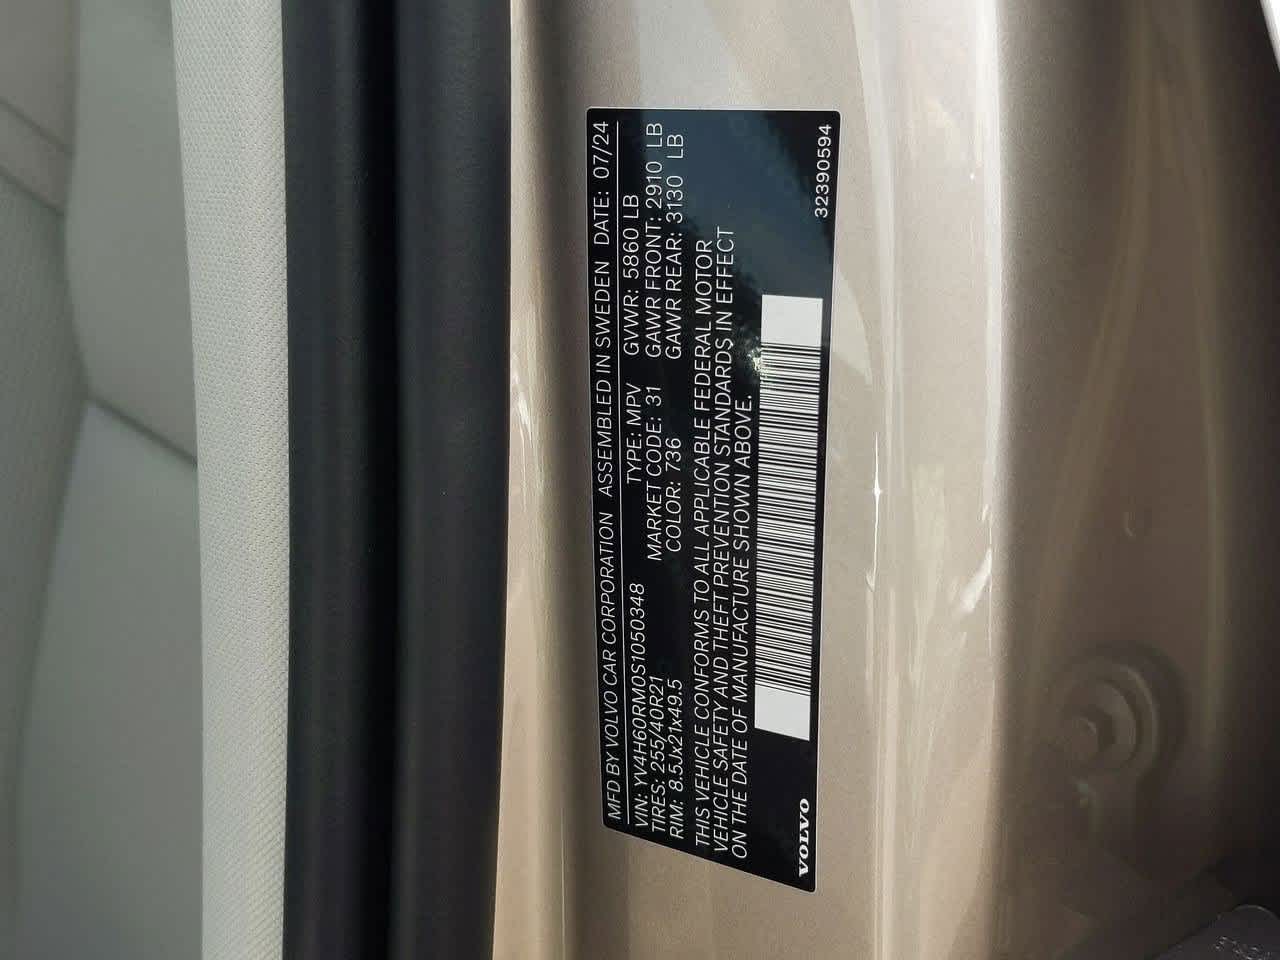 MFD BY VOLVO CAR CORPORATION ASSEMBLED IN SWEDEN DATE: 07/24
VIN: YV4H60RM0S1050348 TYPE: MPV GVWR: 5860 LB
TIRES: 255/40R21 MARKET CODE: 31 GAWR FRONT: 2910 LB
RIM: 8.5Jx21x49.5 COLOR: 736 GAWR REAR: 3130 LB
THIS VEHICLE CONFORMS TO ALL APPLICABLE FEDERAL MOTOR
VEHICLE SAFETY AND THEFT PREVENTION STANDARDS IN EFFECT
ON THE DATE OF MANUFACTURE SHOWN ABOVE.
VOLVO
32390594